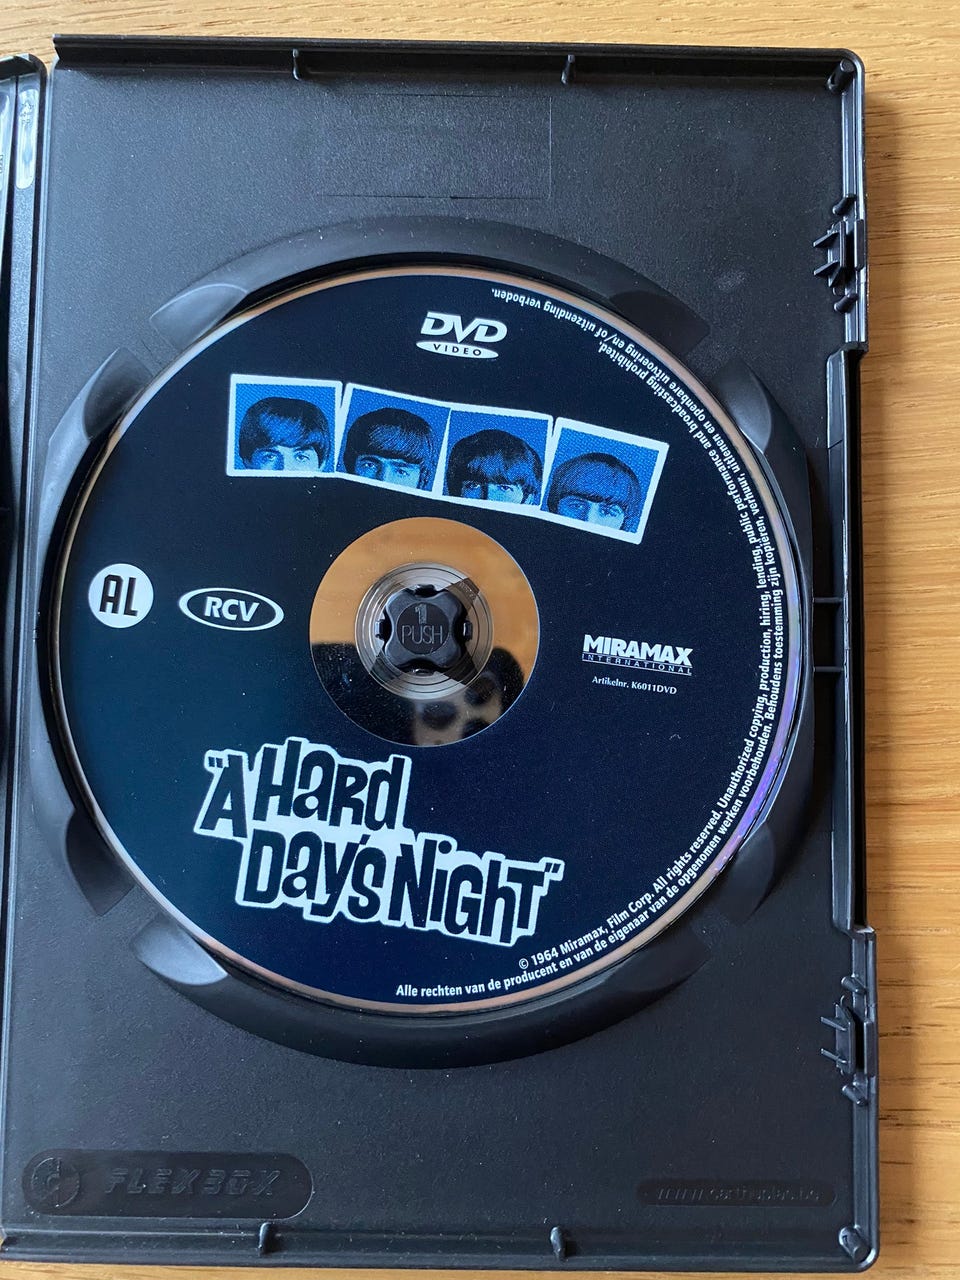 DVD
VIDEO
AL
RCV
1
PUSH
MIRAMAX
INTERNATIONAL
Artikelnr. K6011DVD
"A HARD
DAY'S NIGHT"
© 1964 Miramax, Film Corp. All rights reserved. Unauthorized copying, production, hiring, lending, public performance and broadcasting prohibited.
Alle rechten van de producent en van de eigenaar van de opgenomen werken voorbehouden. Behoudens toestemming zijn kopiëren, verhuur, uitlenen en openbare uitvoering en/of uitzending verboden.
FLEXBOX